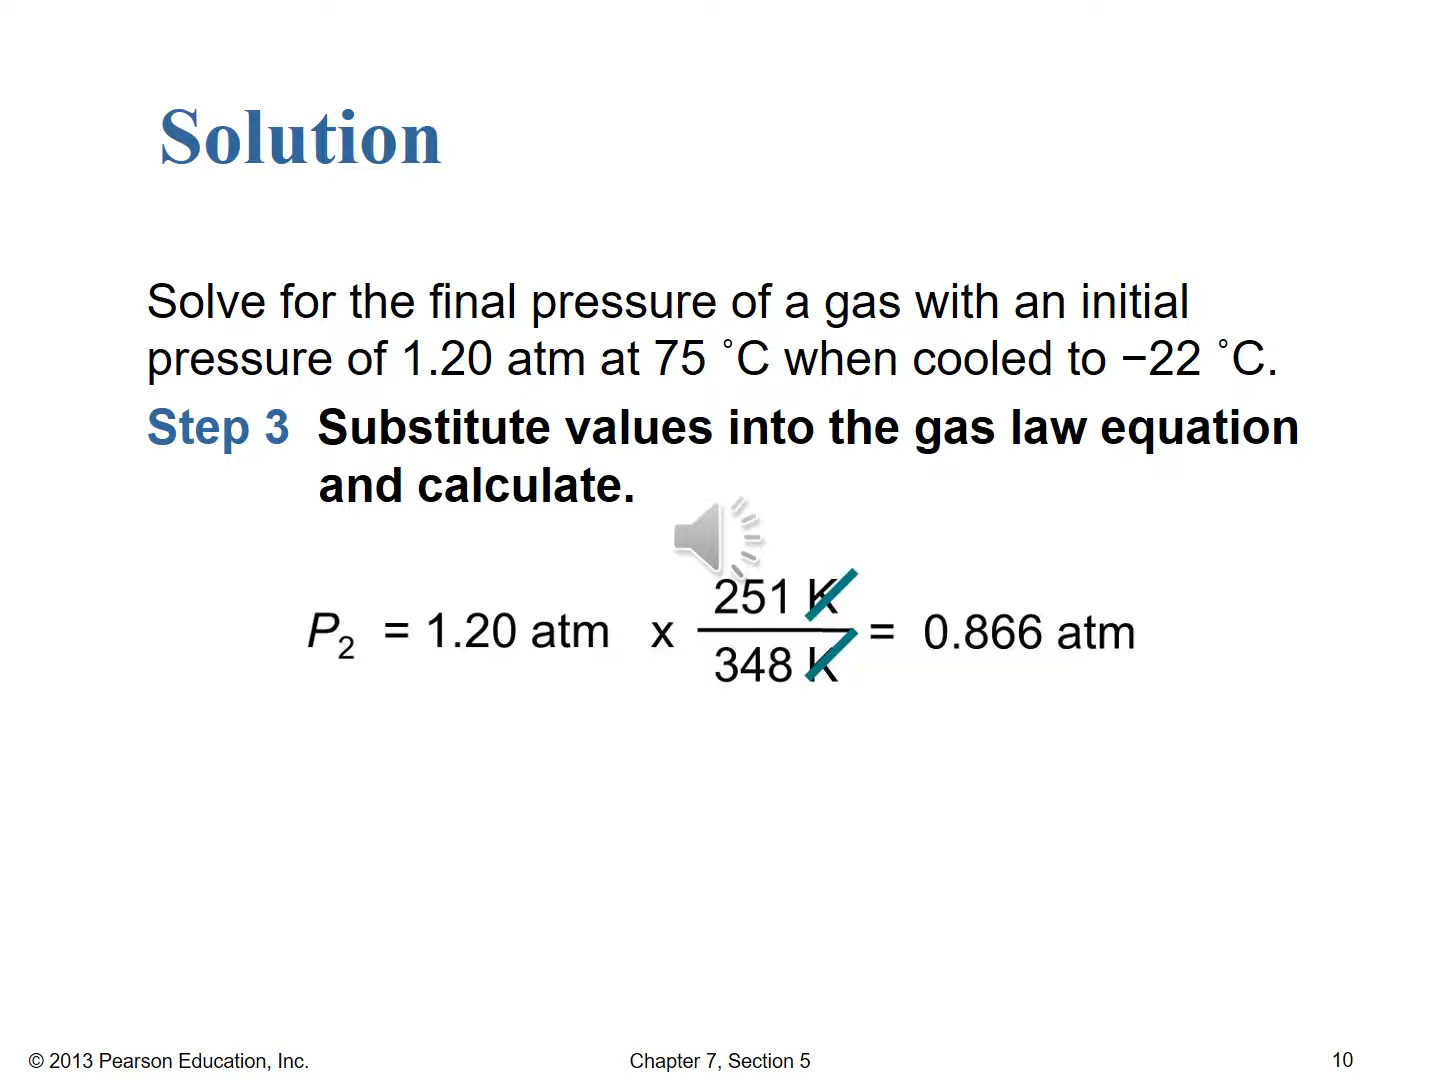 Solution
Solve for the final pressure of a gas with an initial
pressure of 1.20 atm at 75 ˚C when cooled to −22 ˚C.
Step 3 Substitute values into the gas law equation
and calculate.
251 K
P2 = 1.20 atm x = 0.866 atm
348 K
© 2013 Pearson Education, Inc. Chapter 7, Section 5 10